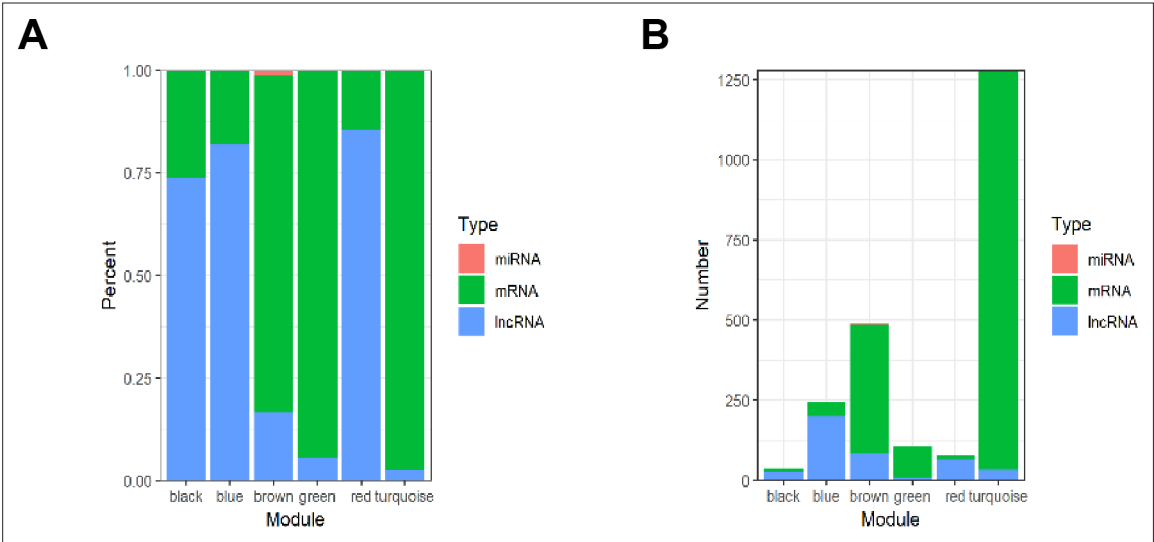 A
Percent
1.00
0.75
0.50
0.25
0.00
black blue brown green red turquoise
Module
Type
miRNA
mRNA
lncRNA
B
Number
1250
1000
750
500
250
0
black blue brown green red turquoise
Module
Type
miRNA
mRNA
lncRNA